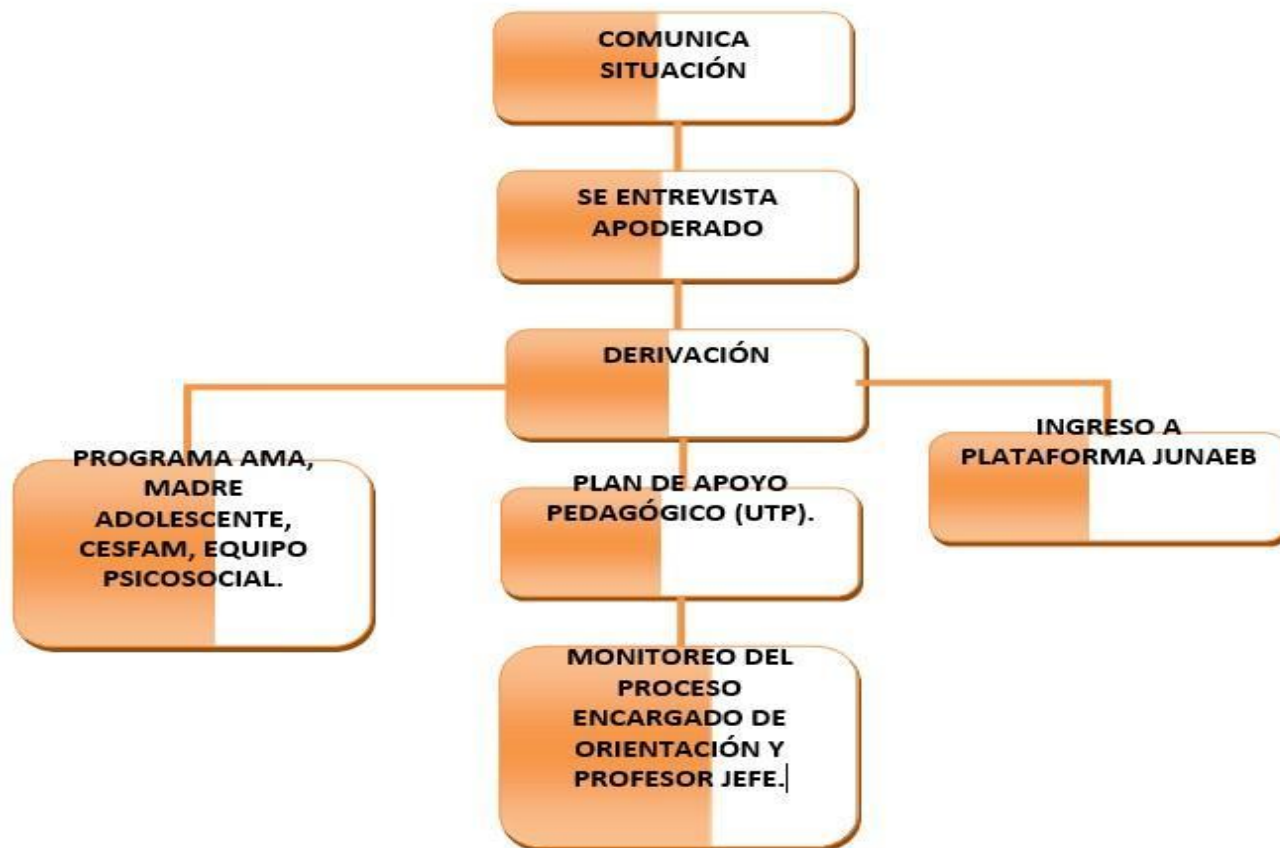 COMUNICA
SITUACIÓN
SE ENTREVISTA
APODERADO
DERIVACIÓN
PROGRAMA AMA,
MADRE
ADOLESCENTE,
CESFAM, EQUIPO
PSICOSOCIAL.
PLAN DE APOYO
PEDAGÓGICO (UTP).
INGRESO A
PLATAFORMA JUNAEB
MONITOREO DEL
PROCESO
ENCARGADO DE
ORIENTACIÓN Y
PROFESOR JEFE.